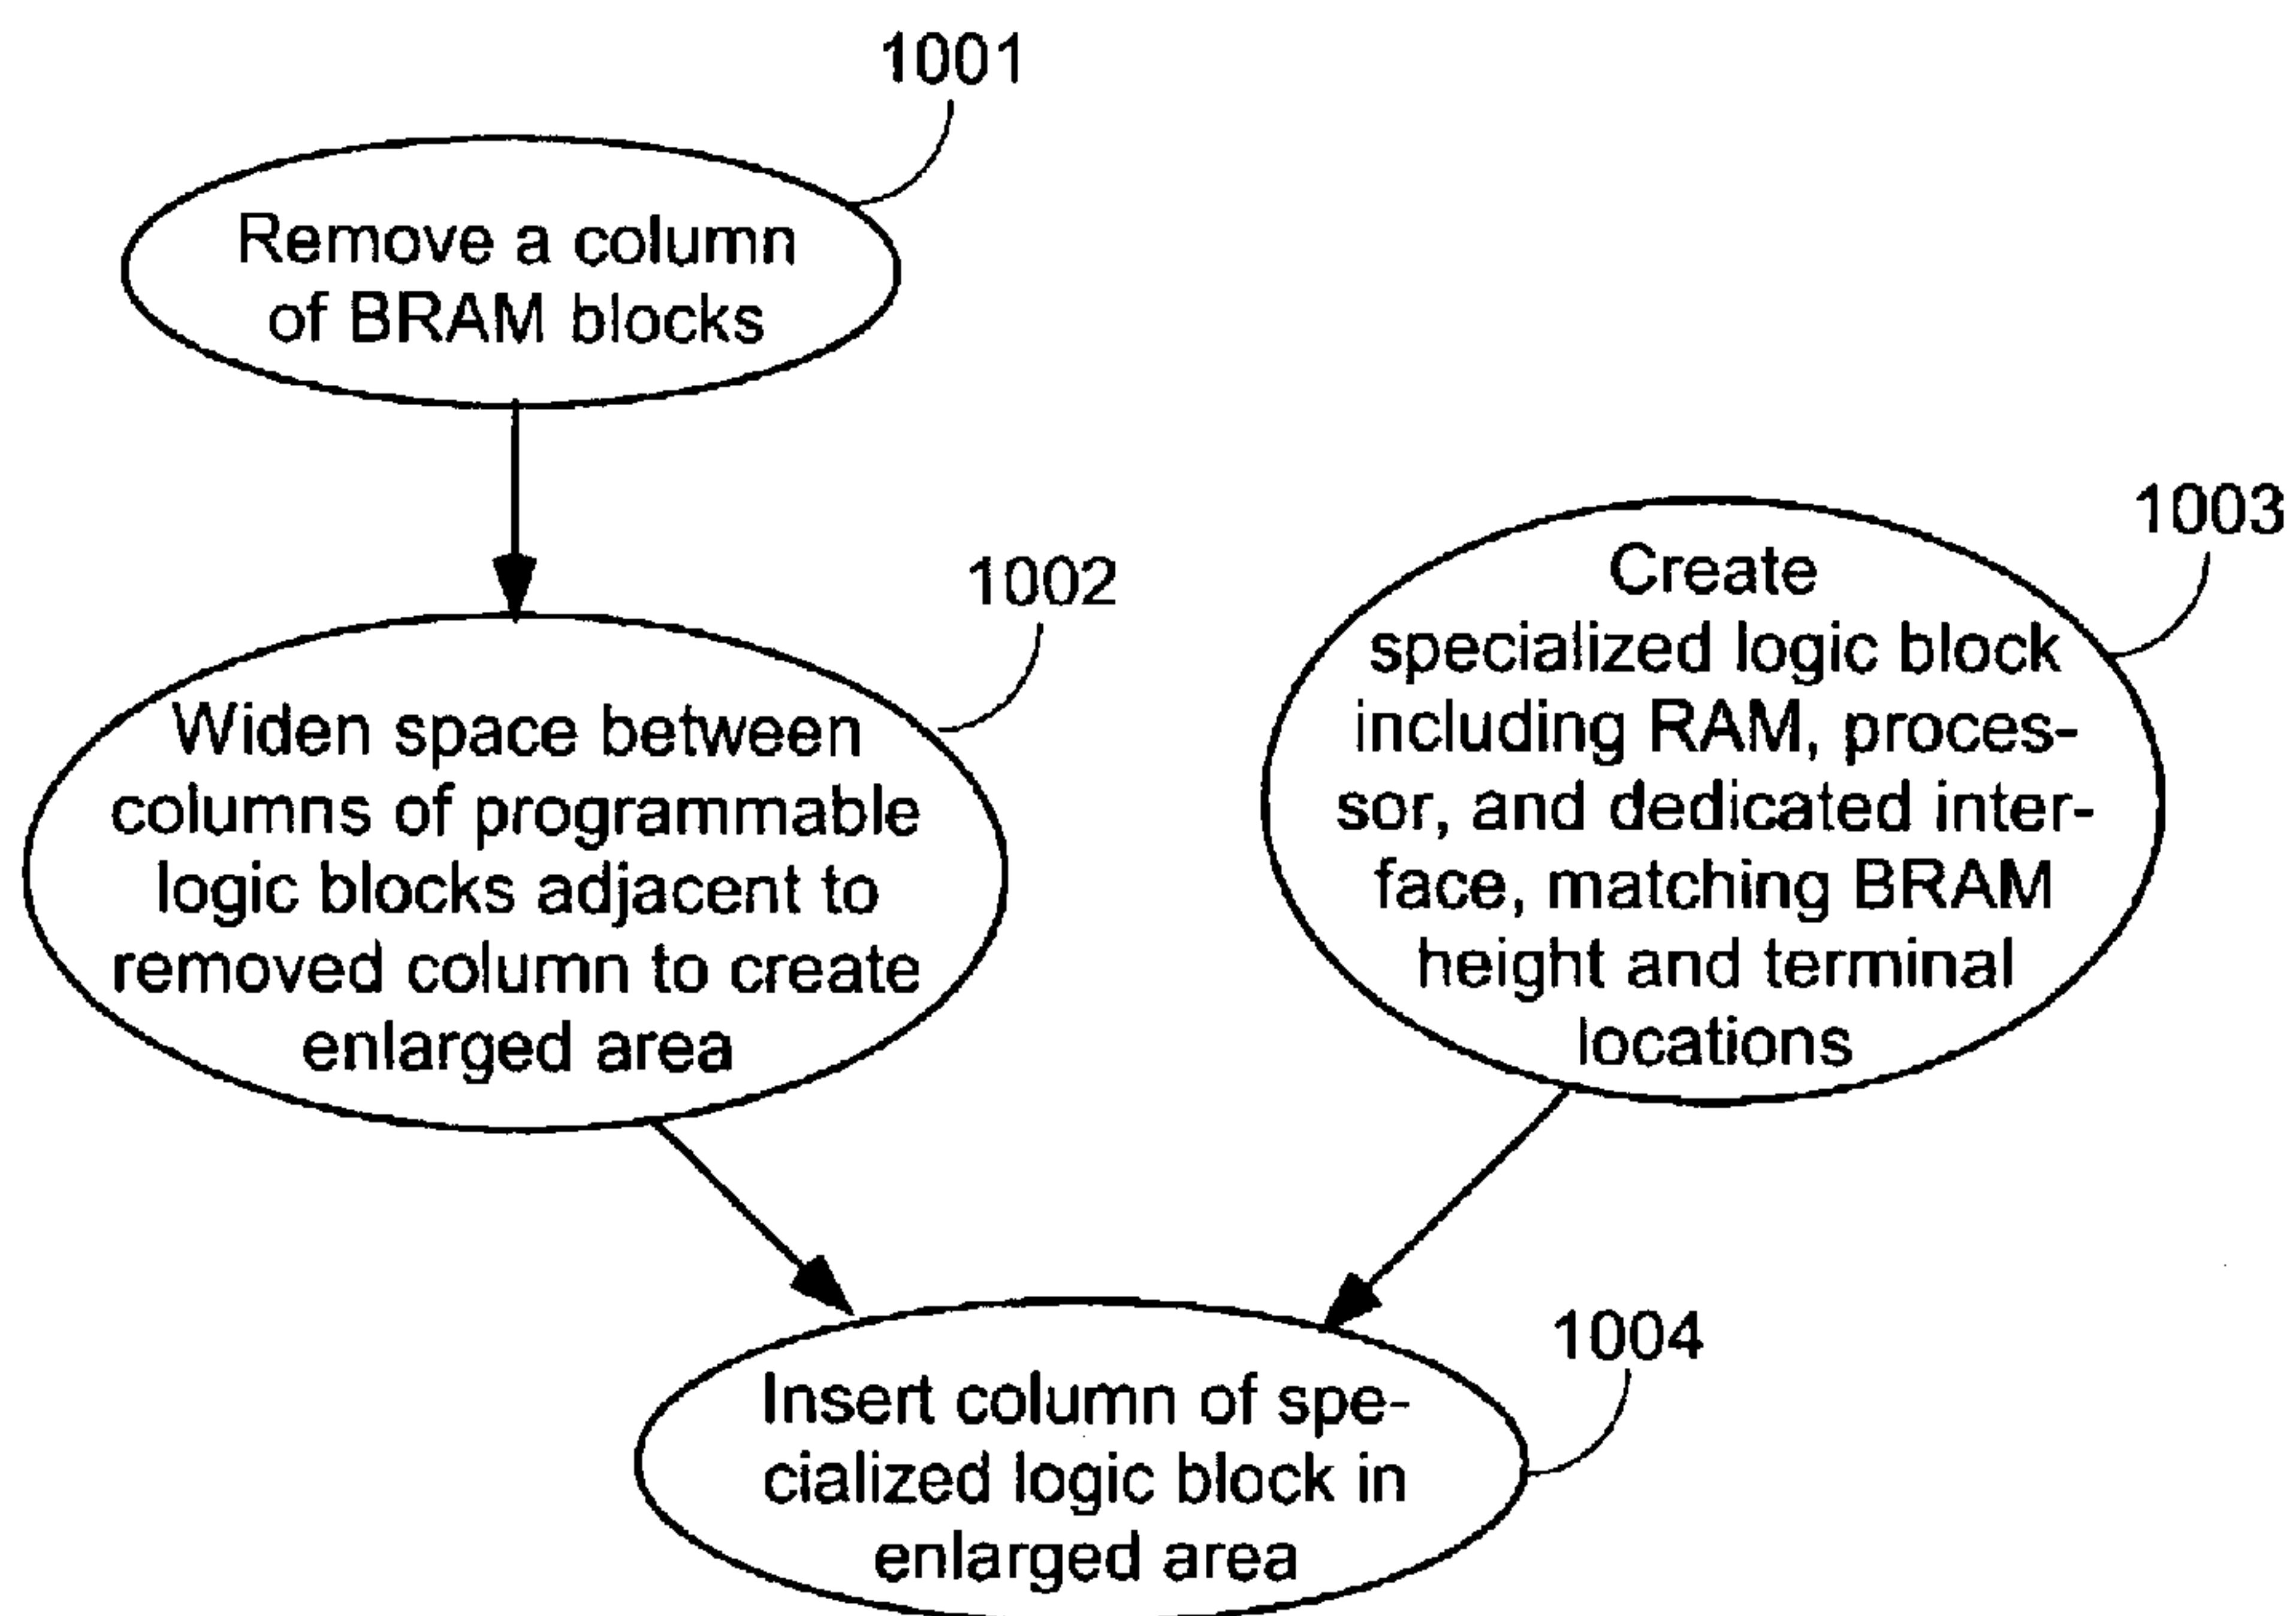 1001
Remove a column
of BRAM blocks
1002
Widen space between
columns of programmable
logic blocks adjacent to
removed column to create
enlarged area
1003
Create
specialized logic block
including RAM, proces-
sor, and dedicated inter-
face, matching BRAM
height and terminal
locations
1004
Insert column of spe-
cialized logic block in
enlarged area